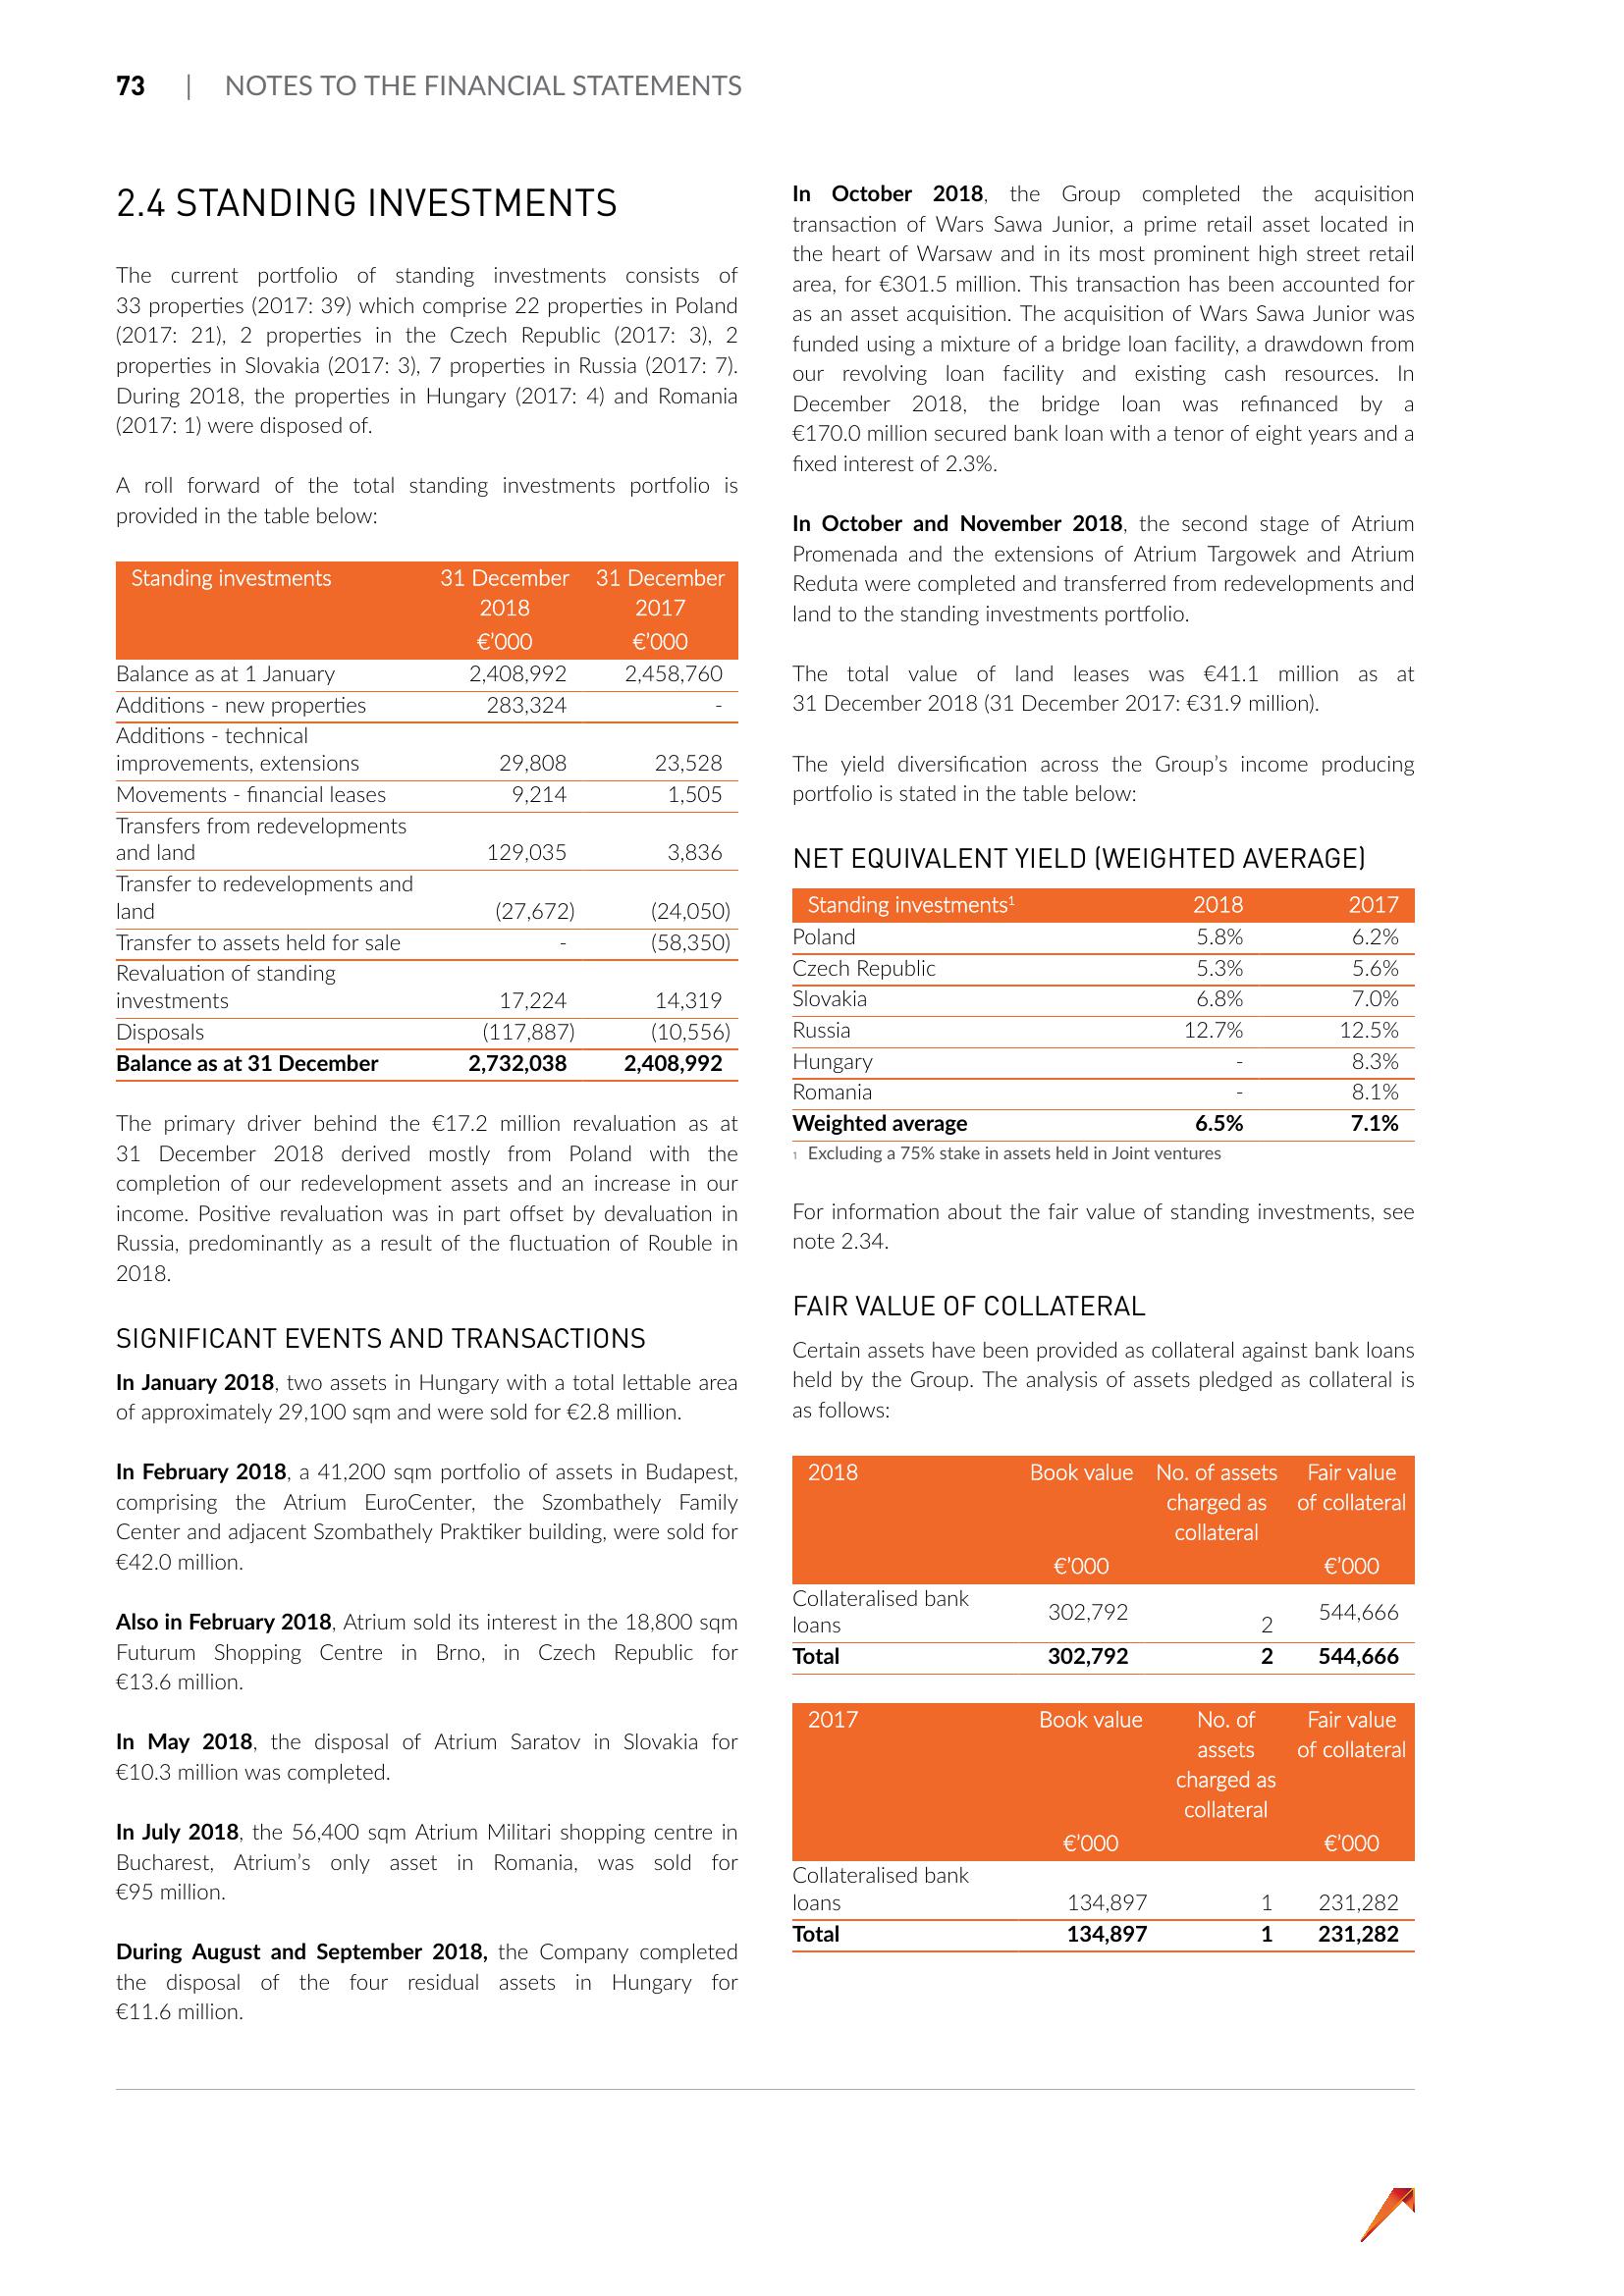 73 | NOTES TO THE FINANCIAL STATEMENTS
2.4 STANDING INVESTMENTS
The current portfolio of standing investments consists of
33 properties (2017: 39) which comprise 22 properties in Poland
(2017: 21), 2 properties in the Czech Republic (2017: 3), 2
properties in Slovakia (2017: 3), 7 properties in Russia (2017: 7).
During 2018, the properties in Hungary (2017: 4) and Romania
(2017: 1) were disposed of.
A roll forward of the total standing investments portfolio is
provided in the table below:
Standing investments 31 December 31 December
2018 2017
€'000 €'000
Balance as at 1 January 2,408,992 2,458,760
Additions - new properties 283,324 -
Additions - technical
improvements, extensions 29,808 23,528
Movements - financial leases 9,214 1,505
Transfers from redevelopments
and land 129,035 3,836
Transfer to redevelopments and
land (27,672) (24,050)
Transfer to assets held for sale - (58,350)
Revaluation of standing
investments 17,224 14,319
Disposals (117,887) (10,556)
Balance as at 31 December 2,732,038 2,408,992
The primary driver behind the €17.2 million revaluation as at
31 December 2018 derived mostly from Poland with the
completion of our redevelopment assets and an increase in our
income. Positive revaluation was in part offset by devaluation in
Russia, predominantly as a result of the fluctuation of Rouble in
2018.
SIGNIFICANT EVENTS AND TRANSACTIONS
In January 2018, two assets in Hungary with a total lettable area
of approximately 29,100 sqm and were sold for €2.8 million.
In February 2018, a 41,200 sqm portfolio of assets in Budapest,
comprising the Atrium EuroCenter, the Szombathely Family
Center and adjacent Szombathely Praktiker building, were sold for
€42.0 million.
Also in February 2018, Atrium sold its interest in the 18,800 sqm
Futurum Shopping Centre in Brno, in Czech Republic for
€13.6 million.
In May 2018, the disposal of Atrium Saratov in Slovakia for
€10.3 million was completed.
In July 2018, the 56,400 sqm Atrium Militari shopping centre in
Bucharest, Atrium's only asset in Romania, was sold for
€95 million.
During August and September 2018, the Company completed
the disposal of the four residual assets in Hungary for
€11.6 million.
In October 2018, the Group completed the acquisition
transaction of Wars Sawa Junior, a prime retail asset located in
the heart of Warsaw and in its most prominent high street retail
area, for €301.5 million. This transaction has been accounted for
as an asset acquisition. The acquisition of Wars Sawa Junior was
funded using a mixture of a bridge loan facility, a drawdown from
our revolving loan facility and existing cash resources. In
December 2018, the bridge loan was refinanced by a
€170.0 million secured bank loan with a tenor of eight years and a
fixed interest of 2.3%.
In October and November 2018, the second stage of Atrium
Promenada and the extensions of Atrium Targowek and Atrium
Reduta were completed and transferred from redevelopments and
land to the standing investments portfolio.
The total value of land leases was €41.1 million as at
31 December 2018 (31 December 2017: €31.9 million).
The yield diversification across the Group's income producing
portfolio is stated in the table below:
NET EQUIVALENT YIELD (WEIGHTED AVERAGE)
Standing investments¹ 2018 2017
Poland 5.8% 6.2%
Czech Republic 5.3% 5.6%
Slovakia 6.8% 7.0%
Russia 12.7% 12.5%
Hungary - 8.3%
Romania - 8.1%
Weighted average 6.5% 7.1%
1 Excluding a 75% stake in assets held in Joint ventures
For information about the fair value of standing investments, see
note 2.34.
FAIR VALUE OF COLLATERAL
Certain assets have been provided as collateral against bank loans
held by the Group. The analysis of assets pledged as collateral is
as follows:
2018 Book value No. of assets Fair value
charged as of collateral
collateral
€'000 €'000
Collateralised bank
loans 302,792 2 544,666
Total 302,792 2 544,666
2017 Book value No. of Fair value
assets of collateral
charged as
collateral
€'000 €'000
Collateralised bank
loans 134,897 1 231,282
Total 134,897 1 231,282